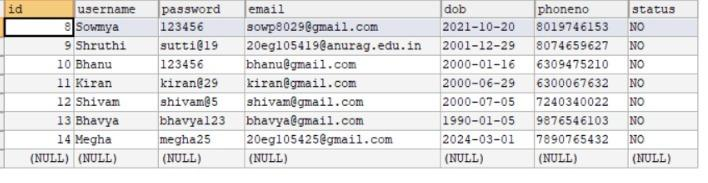 id username password email dob phoneno status
8 Sowmya 123456 sowp8029@gmail.com 2021-10-20 8019746153 NO
9 Shruthi sutti@19 20eg105419@anurag.edu.in 2001-12-29 8074659627 NO
10 Bhanu 123456 bhanu@gmail.com 2000-01-16 6309475210 NO
11 Kiran kiran@29 kiran@gmail.com 2000-06-29 6300067632 NO
12 Shivam shivam@5 shivam@gmail.com 2000-07-05 7240340022 NO
13 Bhavya bhavya123 bhavya@gmail.com 1990-01-05 9876546103 NO
14 Megha megha25 20eg105425@gmail.com 2024-03-01 7890765432 NO
(NULL) (NULL) (NULL) (NULL) (NULL) (NULL) (NULL)